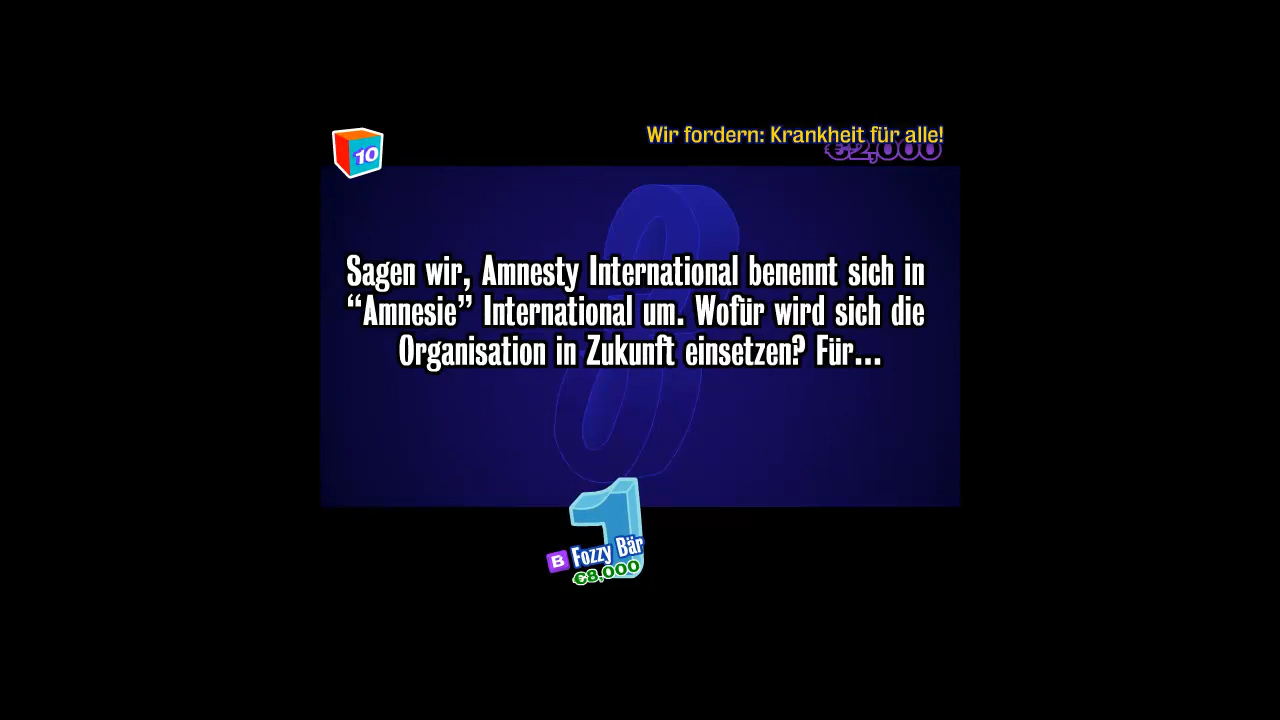 10
Wir fordern: Krankheit für alle!
€2,000
Sagen wir, Amnesty International benennt sich in
“Amnesie” International um. Wofür wird sich die
Organisation in Zukunft einsetzen? Für...
1
B Fozzy Bär
€8,000